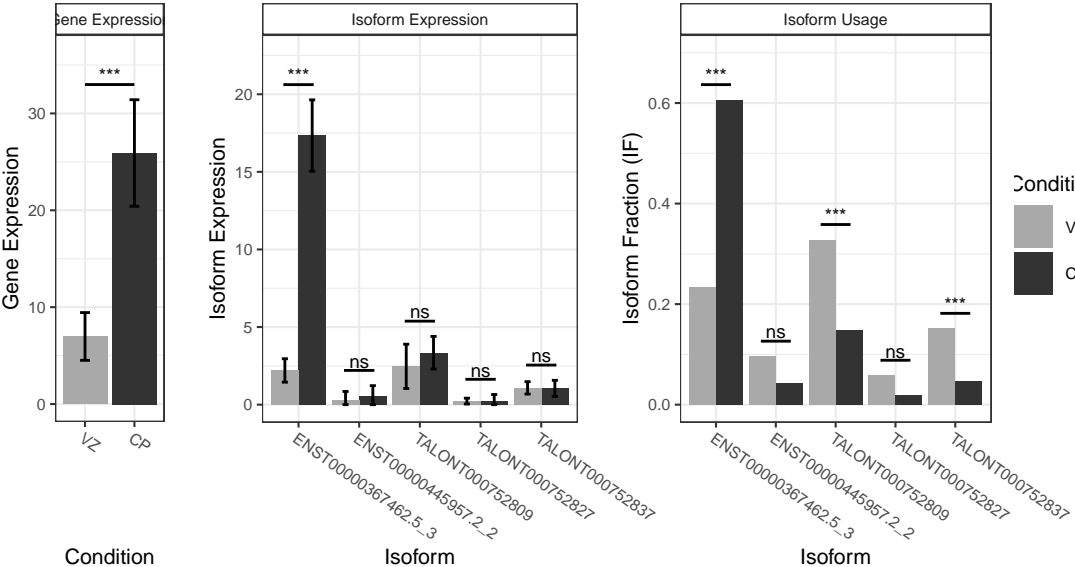 Gene Expression
Isoform Expression
Isoform Usage
Gene Expression
30
20
10
0
***
VZ
CP
Condition
Isoform Expression
20
15
10
5
0
***
ns
ns
ns
ns
ENST00000367462.5_3
ENST00000445957.2_2
TALONT000752809
TALONT000752827
TALONT000752837
Isoform
Isoform Fraction (IF)
0.6
0.4
0.2
0.0
***
ns
***
ns
***
ENST00000367462.5_3
ENST00000445957.2_2
TALONT000752809
TALONT000752827
TALONT000752837
Isoform
Conditi
V
C